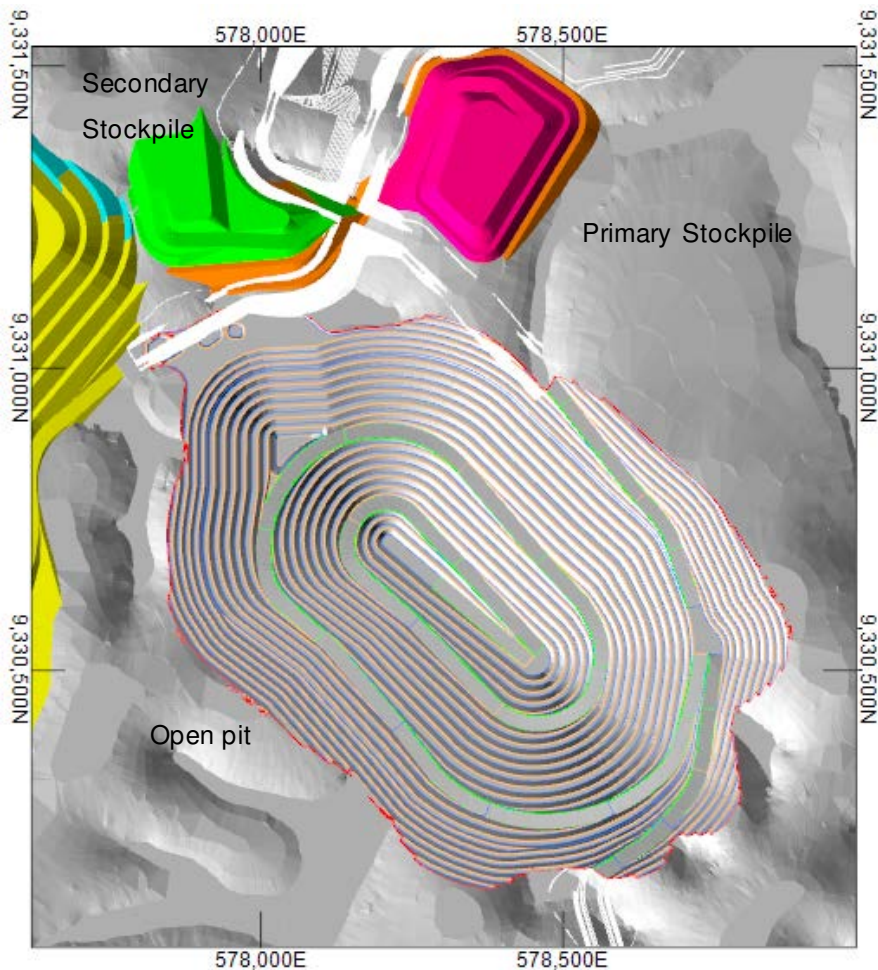 578,000E 578,500E
9,331,500N 9,331,500N
Secondary
Stockpile
Primary Stockpile
9,331,000N 9,331,000N
9,330,500N 9,330,500N
Open pit
578,000E 578,500E